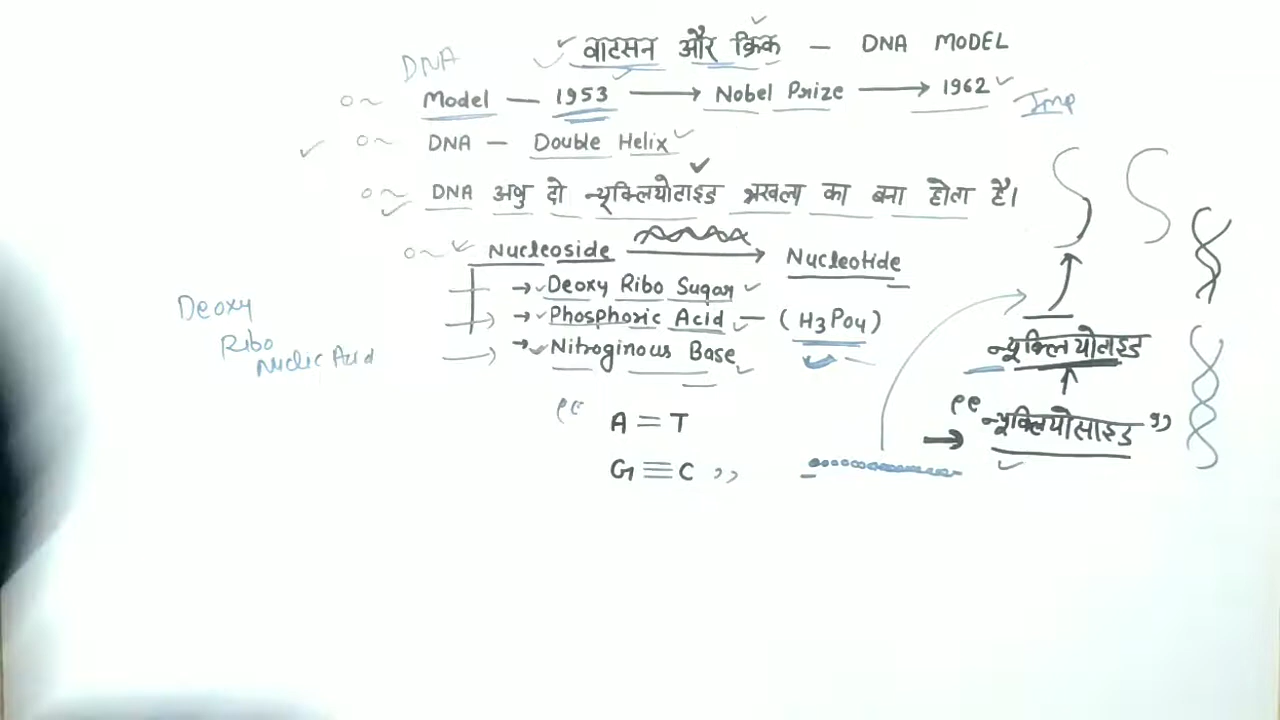 वाटसन और क्रिक – DNA MODEL
DNA
Model – 1953 → Nobel Prize → 1962 Imp
DNA – Double Helix
DNA अणु दो न्यूक्लियोटाइड श्रृखला का बना होता है।
Nucleoside → Nucleotide
→ Deoxy Ribo Sugar
→ Phosphoric Acid – (H3PO4)
→ Nitroginous Base
Deoxy
Ribo
Nuclic Acid
A = T
G ≡ C ,,
न्यूक्लियोटाइड
"न्यूक्लियोसाइड"